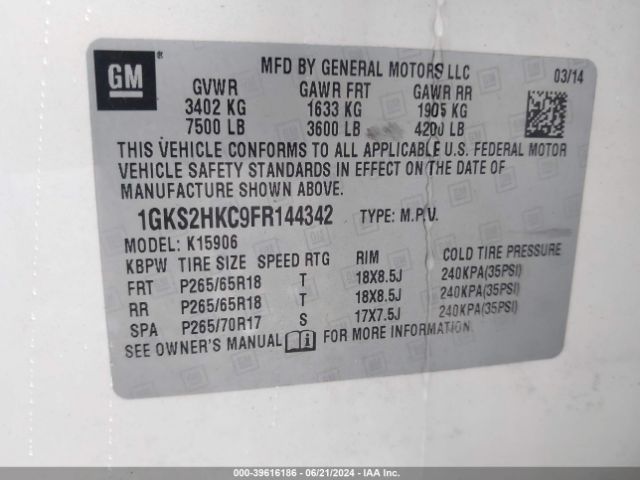 GM
®
MFD BY GENERAL MOTORS LLC
03/14
GVWR GAWR FRT GAWR RR
3402 KG 1633 KG 1905 KG
7500 LB 3600 LB 4200 LB
THIS VEHICLE CONFORMS TO ALL APPLICABLE U.S. FEDERAL MOTOR
VEHICLE SAFETY STANDARDS IN EFFECT ON THE DATE OF
MANUFACTURE SHOWN ABOVE.
1GKS2HKC9FR144342 TYPE: M.P.V.
MODEL: K15906
KBPW TIRE SIZE SPEED RTG RIM COLD TIRE PRESSURE
FRT P265/65R18 T 18X8.5J 240KPA(35PSI)
RR P265/65R18 T 18X8.5J 240KPA(35PSI)
SPA P265/70R17 S 17X7.5J 240KPA(35PSI)
SEE OWNER'S MANUAL FOR MORE INFORMATION.
000-39616186 - 06/21/2024 - IAA Inc.